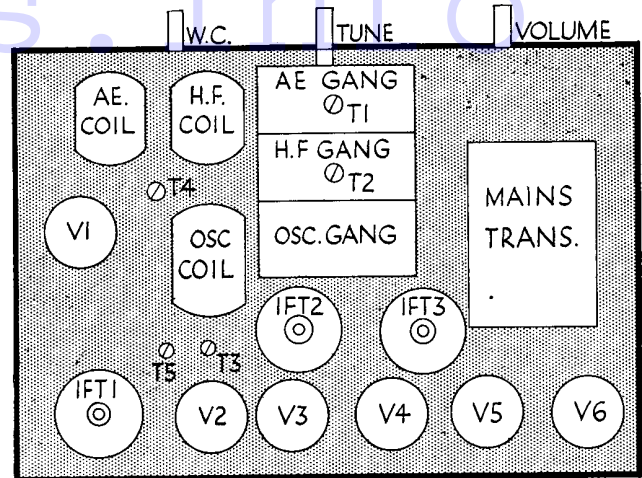 W.C.
TUNE
VOLUME
AE.
COIL
H.F.
COIL
AE GANG
T1
H.F GANG
T2
OSC. GANG
T4
V1
OSC
COIL
MAINS
TRANS.
IFT2
IFT3
T5
T3
IFT1
V2
V3
V4
V5
V6